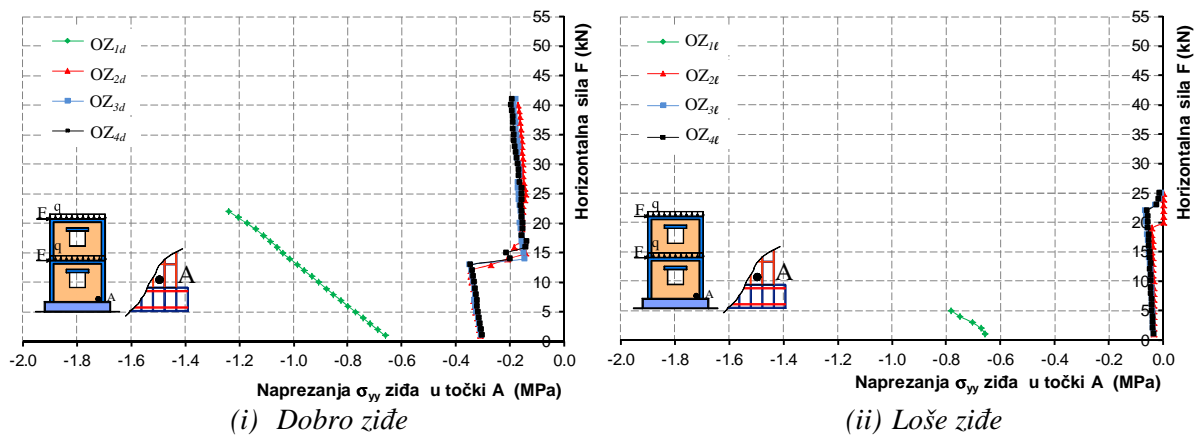 OZ1d
OZ2d
OZ3d
OZ4d
F
q
F
q
A
A
0
5
10
15
20
25
30
35
40
45
50
55
-2.0 -1.8 -1.6 -1.4 -1.2 -1.0 -0.8 -0.6 -0.4 -0.2 0.0
Horizontalna sila F (kN)
Naprezanja σyy ziđa u točki A (MPa)
(i) Dobro ziđe
OZ1ℓ
OZ2ℓ
OZ3ℓ
OZ4ℓ
F
q
F
q
A
A
0
5
10
15
20
25
30
35
40
45
50
55
-2.0 -1.8 -1.6 -1.4 -1.2 -1.0 -0.8 -0.6 -0.4 -0.2 0.0
Horizontalna sila F (kN)
Naprezanja σyy ziđa u točki A (MPa)
(ii) Loše ziđe